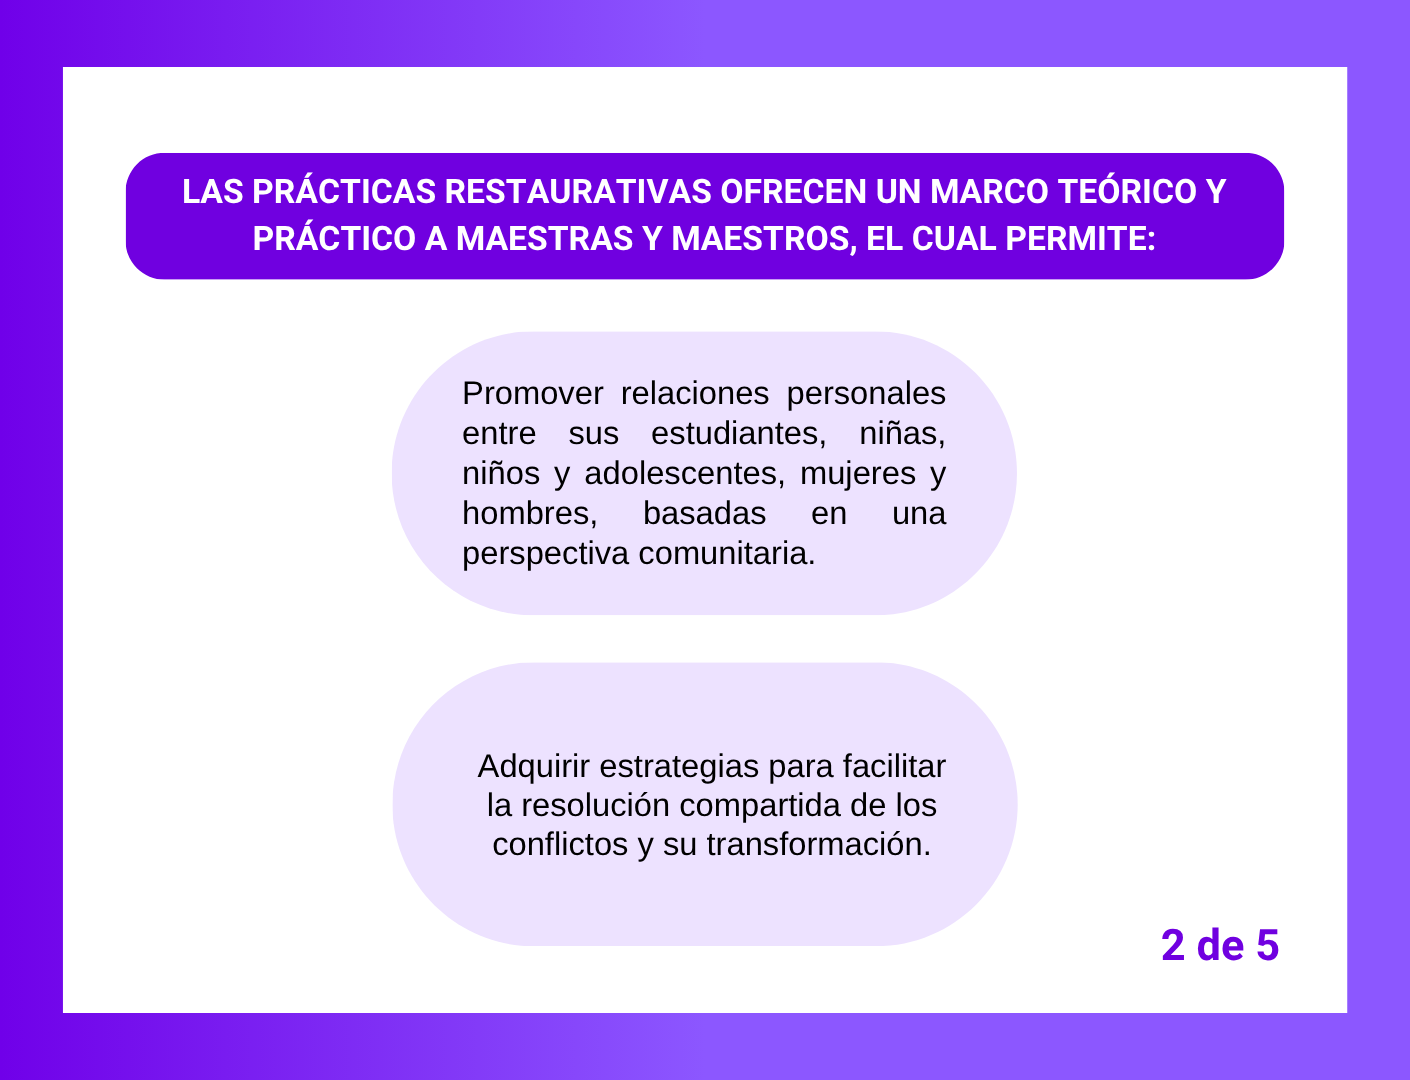 LAS PRÁCTICAS RESTAURATIVAS OFRECEN UN MARCO TEÓRICO Y
PRÁCTICO A MAESTRAS Y MAESTROS, EL CUAL PERMITE:
Promover relaciones personales
entre sus estudiantes, niñas,
niños y adolescentes, mujeres y
hombres, basadas en una
perspectiva comunitaria.
Adquirir estrategias para facilitar
la resolución compartida de los
conflictos y su transformación.
2 de 5